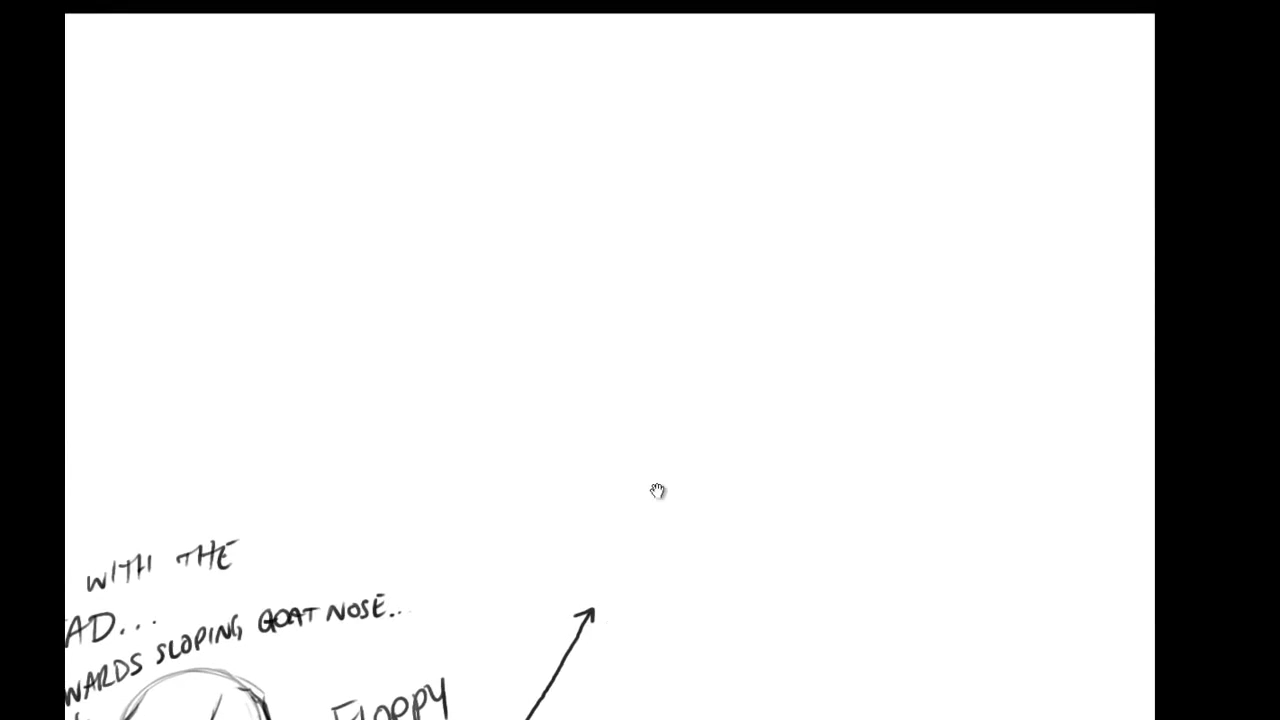 WITH THE
AD...
WARDS SLOPING GOAT NOSE...
FLOPPY